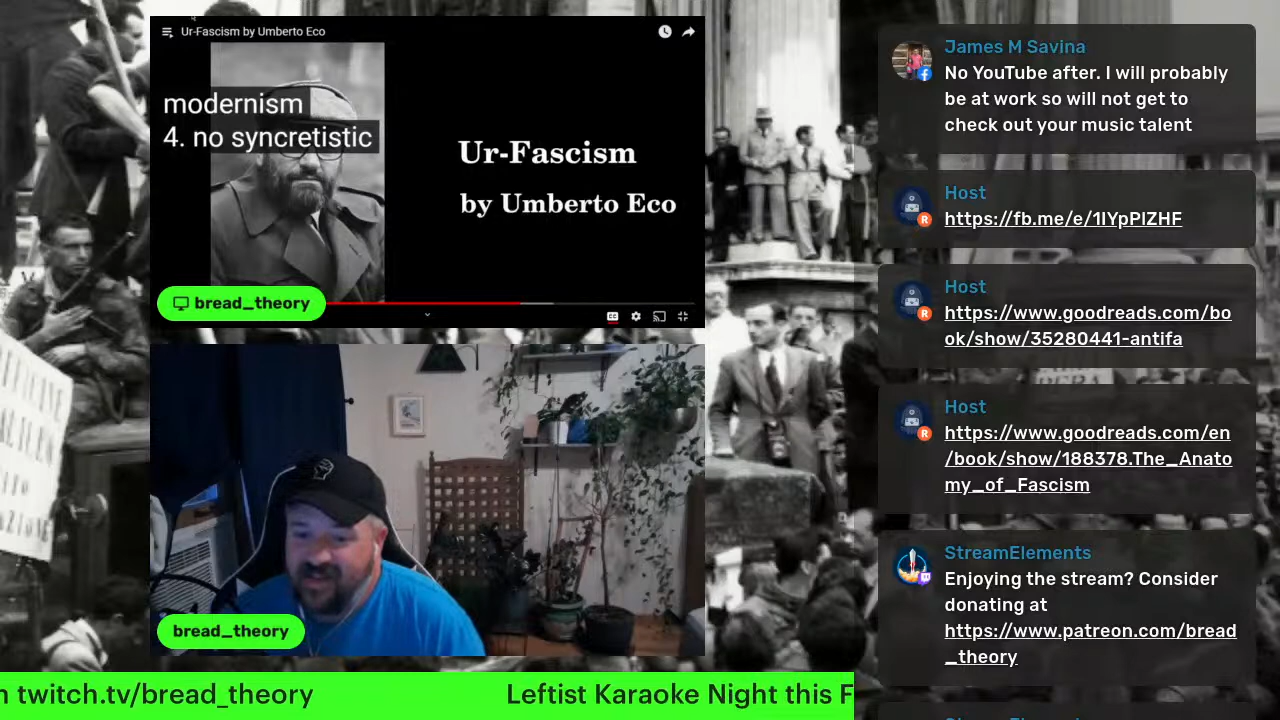 Ur-Fascism by Umberto Eco
modernism
4. no syncretistic
Ur-Fascism
by Umberto Eco
bread_theory
bread_theory
n twitch.tv/bread_theory
Leftist Karaoke Night this F
James M Savina
No YouTube after. I will probably
be at work so will not get to
check out your music talent
Host
Host
https://www.goodreads.com/bo
ok/show/35280441-antifa
Host
https://www.goodreads.com/en
/book/show/188378.The_Anato
my_of_Fascism
StreamElements
Enjoying the stream? Consider
donating at
https://www.patreon.com/bread
_theory